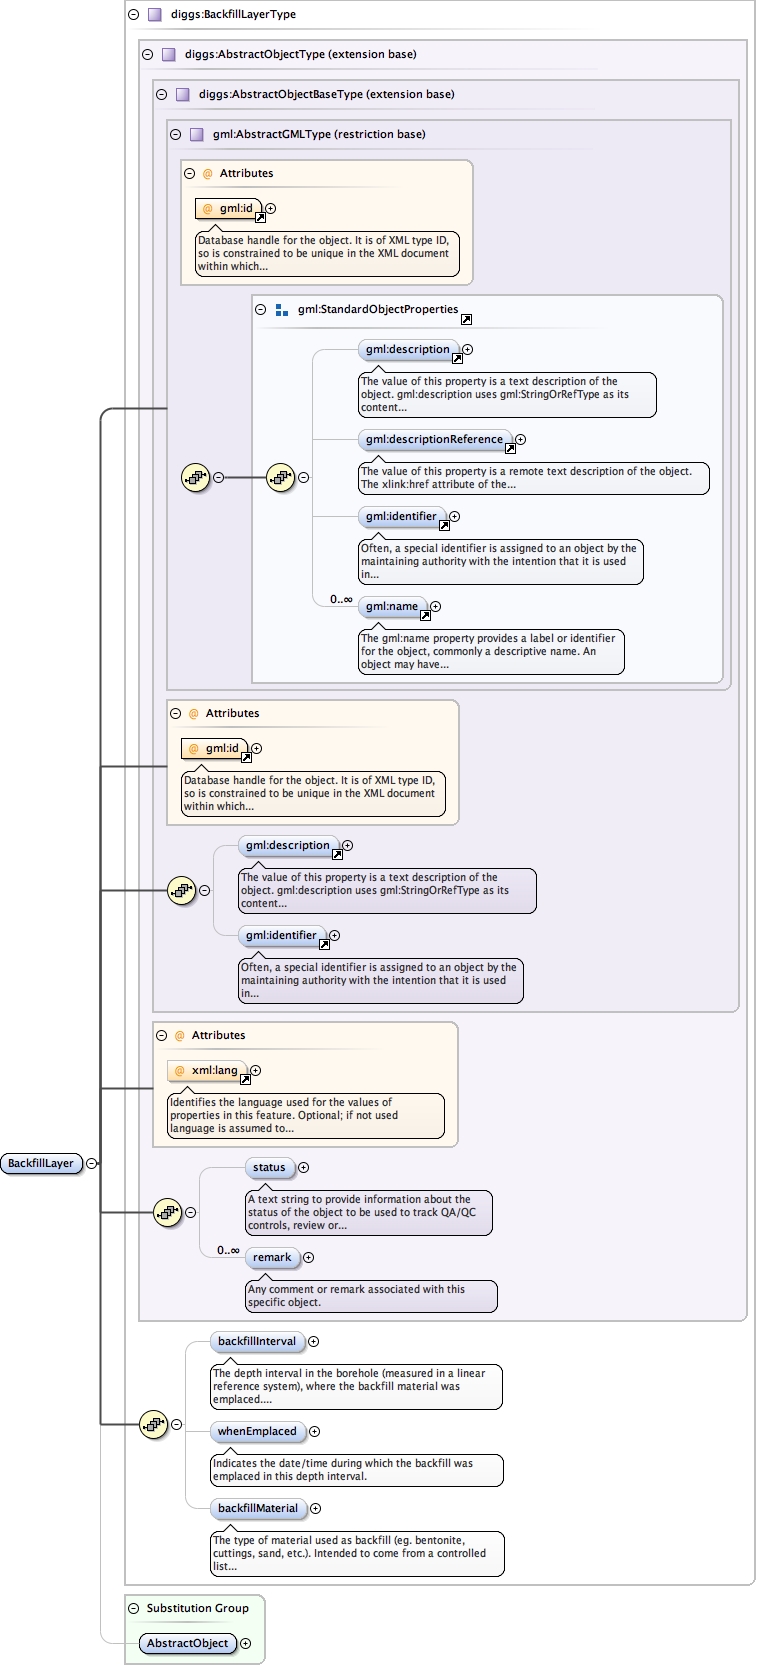 diggs:BackfillLayerType
diggs:AbstractObjectType (extension base)
diggs:AbstractObjectBaseType (extension base)
gml:AbstractGMLType (restriction base)
@ Attributes
@ gml:id
Database handle for the object. It is of XML type ID,
so is constrained to be unique in the XML document
within which...
gml:StandardObjectProperties
gml:description
The value of this property is a text description of the
object. gml:description uses gml:StringOrRefType as its
content...
gml:descriptionReference
The value of this property is a remote text description of the object.
The xlink:href attribute of the...
gml:identifier
Often, a special identifier is assigned to an object by the
maintaining authority with the intention that it is used
in...
0..∞
gml:name
The gml:name property provides a label or identifier
for the object, commonly a descriptive name. An
object may have...
@ Attributes
@ gml:id
Database handle for the object. It is of XML type ID,
so is constrained to be unique in the XML document
within which...
gml:description
The value of this property is a text description of the
object. gml:description uses gml:StringOrRefType as its
content...
gml:identifier
Often, a special identifier is assigned to an object by the
maintaining authority with the intention that it is used
in...
@ Attributes
@ xml:lang
Identifies the language used for the values of
properties in this feature. Optional; if not used
language is assumed to...
BackfillLayer
status
A text string to provide information about the
status of the object to be used to track QA/QC
controls, review or...
0..∞
remark
Any comment or remark associated with this
specific object.
backfillInterval
The depth interval in the borehole (measured in a linear
reference system), where the backfill material was
emplaced....
whenEmplaced
Indicates the date/time during which the backfill was
emplaced in this depth interval.
backfillMaterial
The type of material used as backfill (eg. bentonite,
cuttings, sand, etc.). Intended to come from a controlled
list...
Substitution Group
AbstractObject